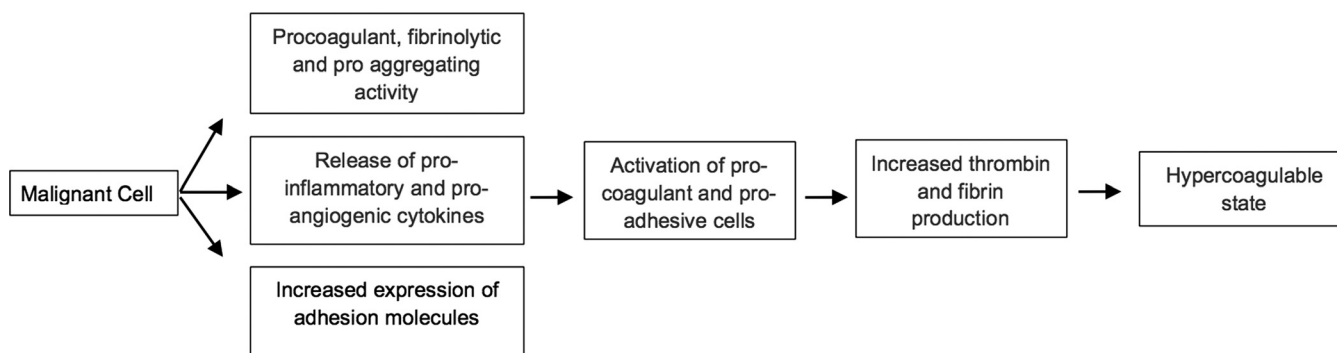 Malignant Cell
Procoagulant, fibrinolytic
and pro aggregating
activity
Release of pro-
inflammatory and pro-
angiogenic cytokines
Increased expression of
adhesion molecules
Activation of pro-
coagulant and pro-
adhesive cells
Increased thrombin
and fibrin
production
Hypercoagulable
state